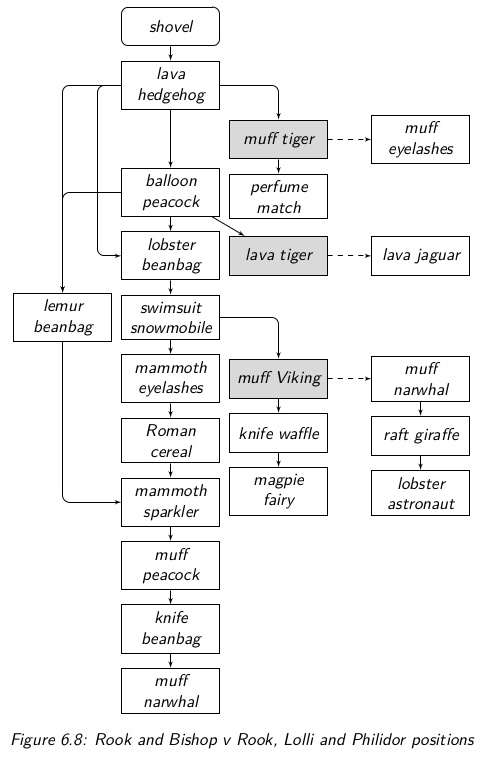 shovel
lava
hedgehog
muff tiger
muff
eyelashes
balloon
peacock
perfume
match
lobster
beanbag
lava tiger
lava jaguar
lemur
beanbag
swimsuit
snowmobile
mammoth
eyelashes
muff Viking
muff
narwhal
Roman
cereal
knife waffle
raft giraffe
mammoth
sparkler
magpie
fairy
lobster
astronaut
muff
peacock
knife
beanbag
muff
narwhal
Figure 6.8: Rook and Bishop v Rook, Lolli and Philidor positions